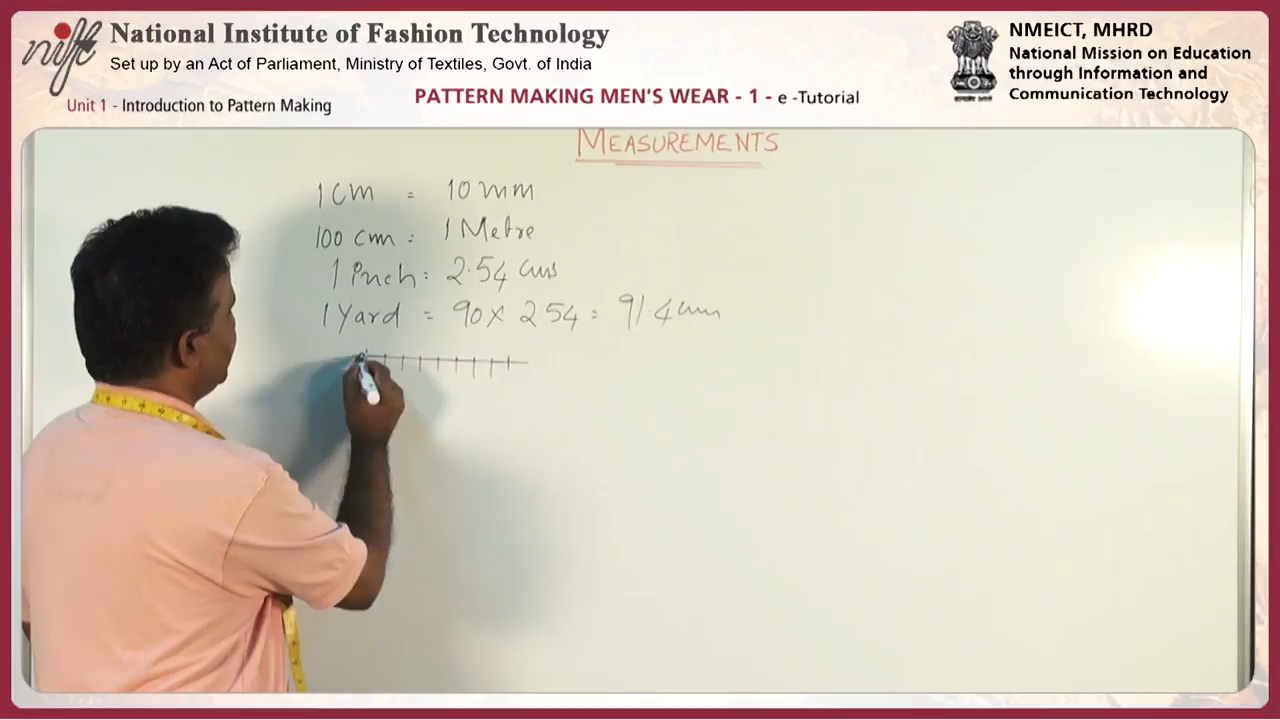 nift
National Institute of Fashion Technology
Set up by an Act of Parliament, Ministry of Textiles, Govt. of India
Unit 1 - Introduction to Pattern Making
PATTERN MAKING MEN'S WEAR - 1 - e -Tutorial
NMEICT, MHRD
National Mission on Education
through Information and
Communication Technology
MEASUREMENTS
1 cm = 10 mm
100 cm = 1 Metre
1 inch = 2.54 cms
1 Yard = 90 x 254 = 91.4 cm